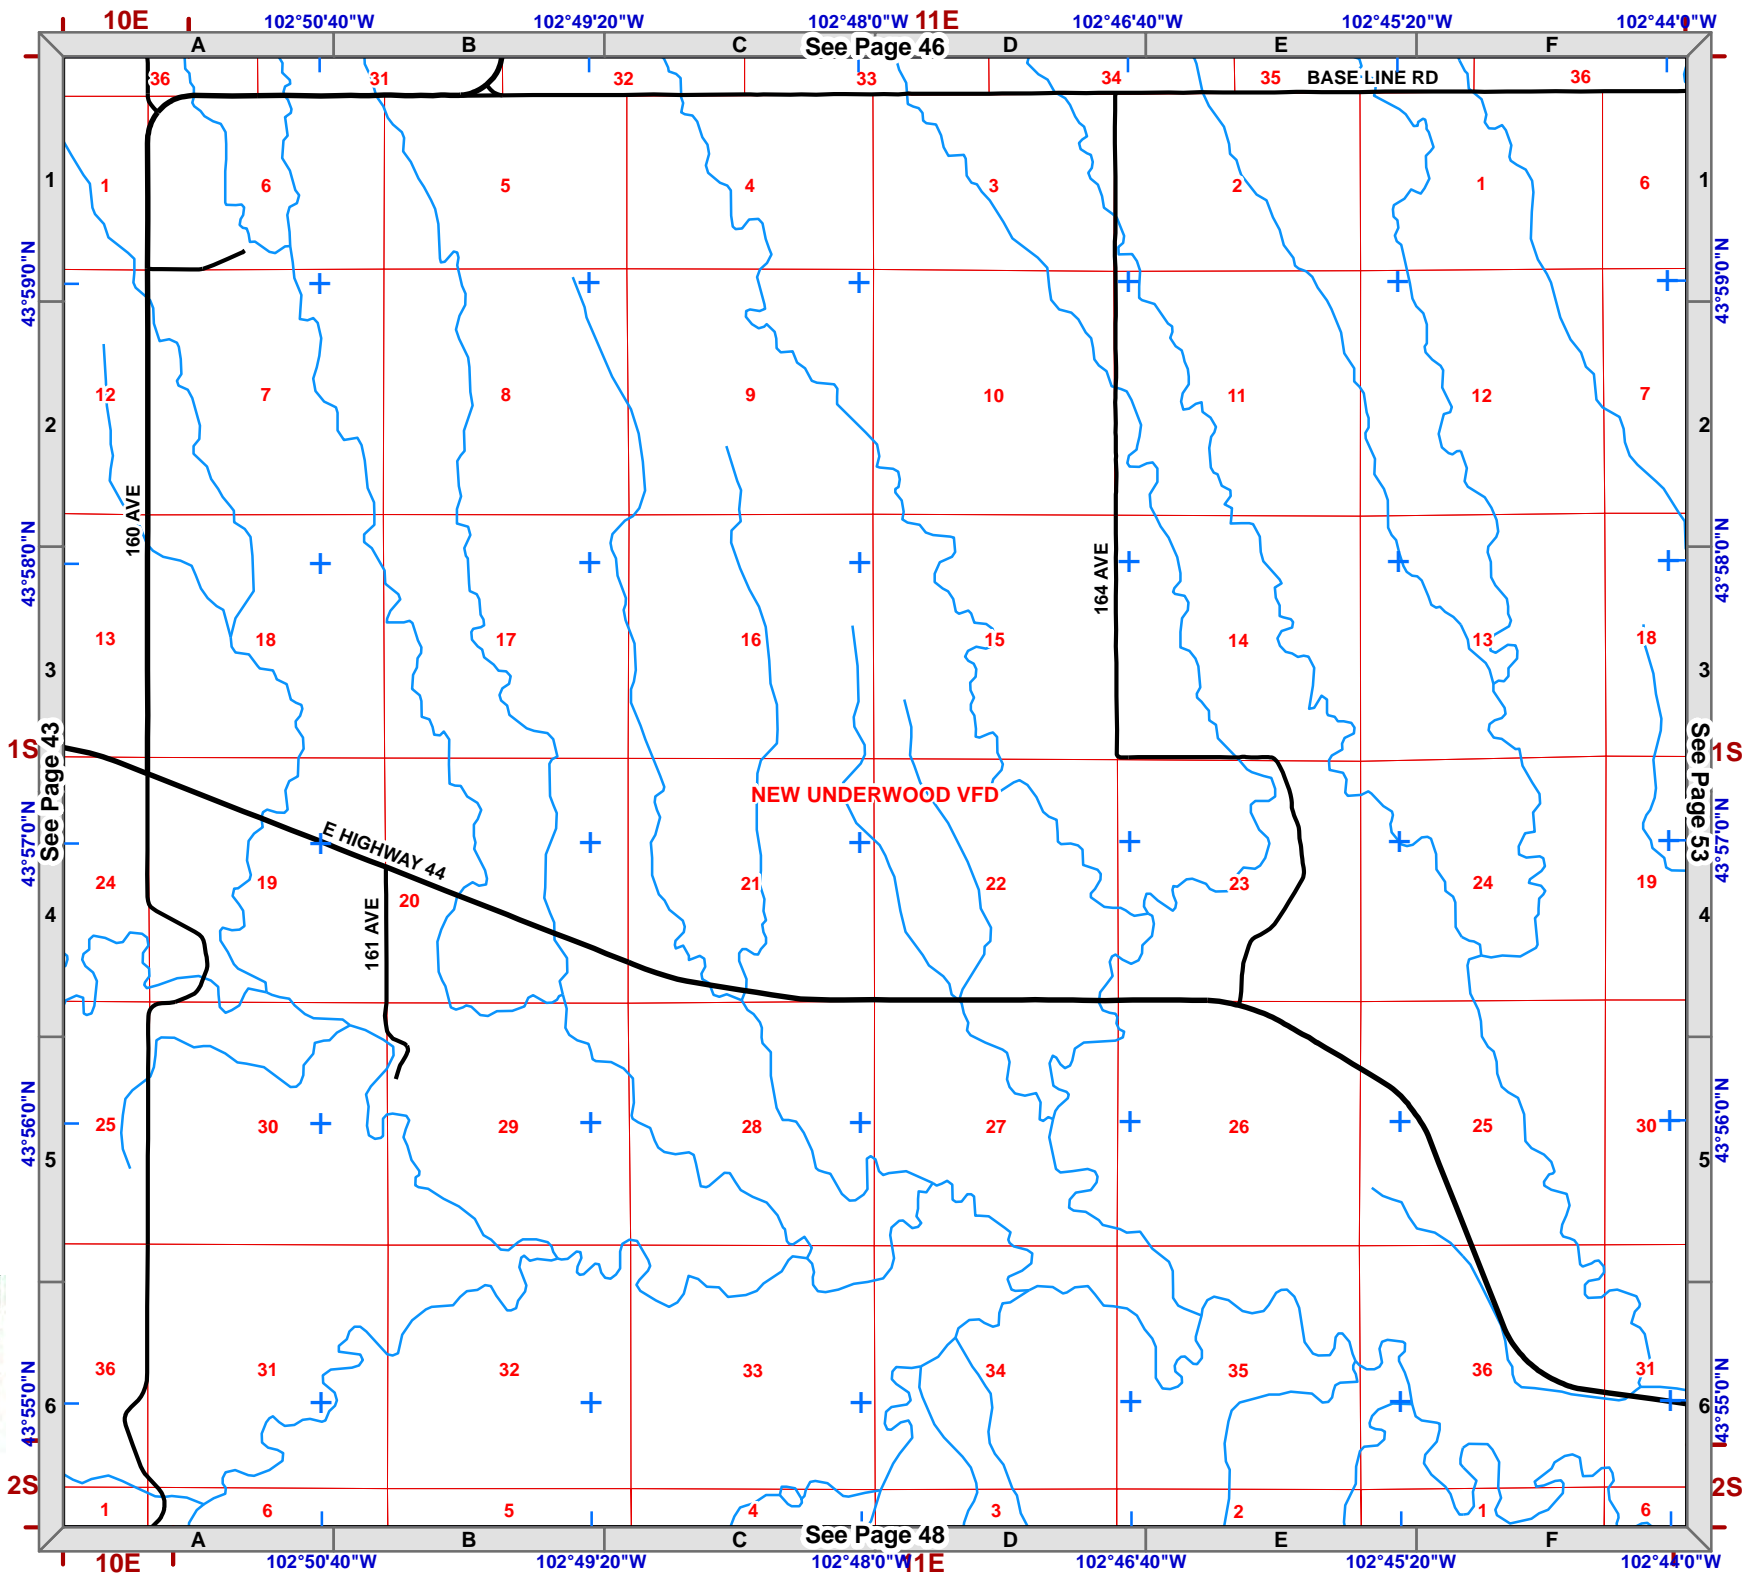 10E 102°50'40"W 102°49'20"W 102°48'0"W 11E 102°46'40"W 102°45'20"W 102°44'0"W
A B C See Page 46 D E F
36 31 32 33 34 35 BASE LINE RD 36
1 1 6 5 4 3 2 1 6 1
43°59'0"N 43°59'0"N
12 7 8 9 10 11 12 7
2 2
160 AVE
43°58'0"N 164 AVE 43°58'0"N
13 18 17 16 15 14 13 18
3 3
1S See Page 43 See Page 53 1S
NEW UNDERWOOD VFD
43°57'0"N E HIGHWAY 44 43°57'0"N
24 19 20 21 22 23 24 19
4 161 AVE 4
43°56'0"N 43°56'0"N
25 30 29 28 27 26 25 30
5 5
36 31 32 33 34 35 36 31
43°55'0"N 43°55'0"N
6 6
2S 2S
1 6 5 4 3 2 1 6
A B C See Page 48 D E F
10E 102°50'40"W 102°49'20"W 102°48'0"W 11E 102°46'40"W 102°45'20"W 102°44'0"W